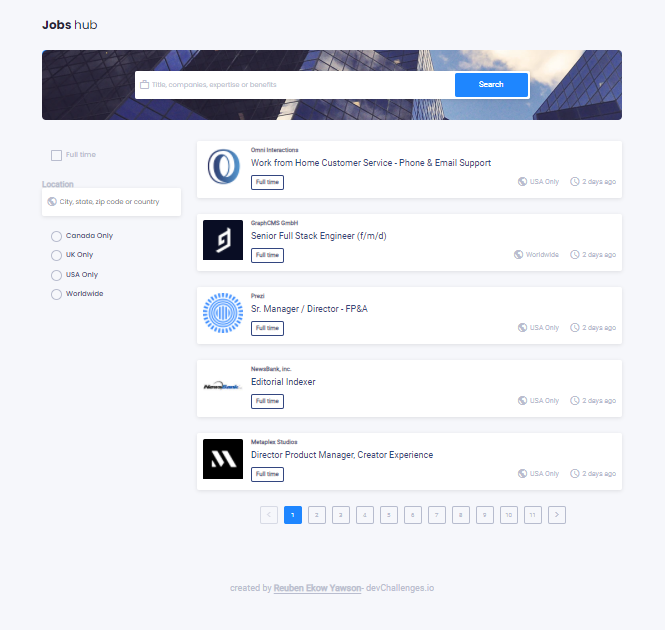 Jobs hub
Title, companies, expertise or benefits
Search
Full time
Location
City, state, zip code or country
Canada Only
UK Only
USA Only
Worldwide
Omni Interactions
Work from Home Customer Service - Phone & Email Support
Full time
USA Only
2 days ago
GraphCMS GmbH
Senior Full Stack Engineer (f/m/d)
Full time
Worldwide
2 days ago
Prezi
Sr. Manager / Director - FP&A
Full time
USA Only
2 days ago
NewsBank
NewsBank, inc.
Editorial Indexer
Full time
USA Only
2 days ago
Metaplex Studios
Director Product Manager, Creator Experience
Full time
USA Only
2 days ago
< 1 2 3 4 5 6 7 8 9 10 11 >
created by Reuben Ekow Yawson- devChallenges.io